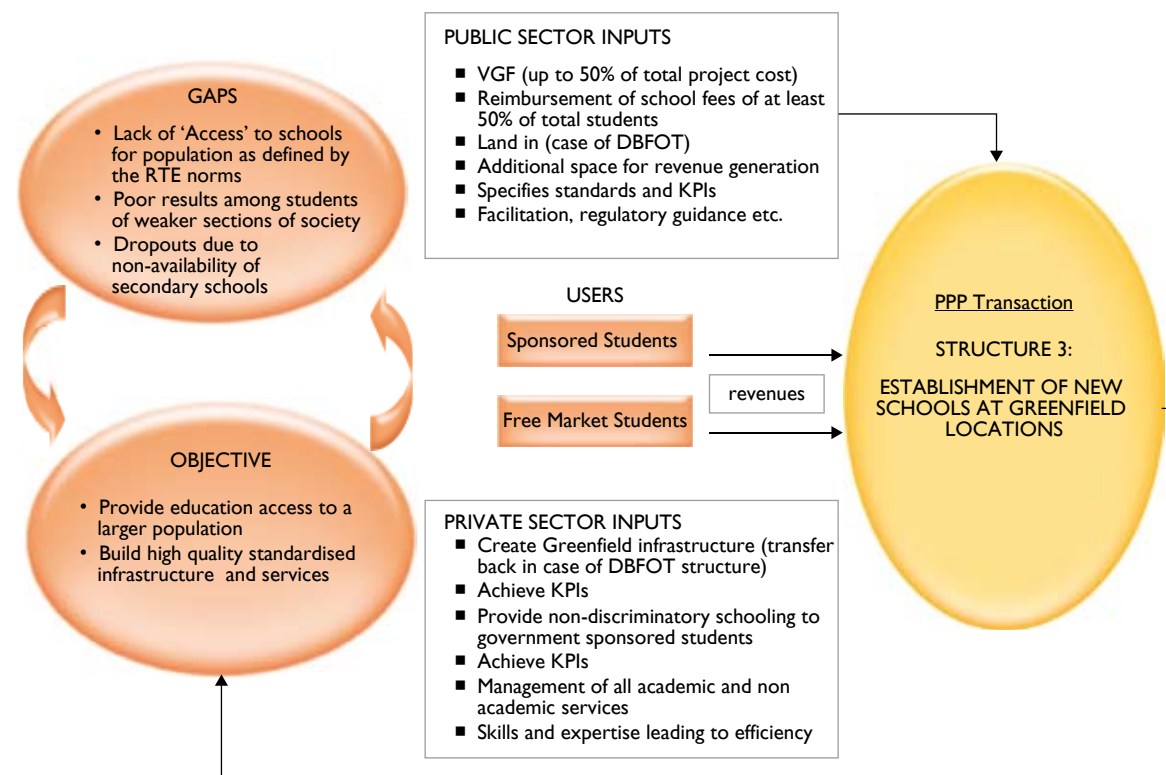 GAPS
• Lack of ‘Access’ to schools
for population as defined by
the RTE norms
• Poor results among students
of weaker sections of society
• Dropouts due to
non-availability of
secondary schools
OBJECTIVE
• Provide education access to a
larger population
• Build high quality standardised
infrastructure and services
PUBLIC SECTOR INPUTS
■ VGF (up to 50% of total project cost)
■ Reimbursement of school fees of at least
50% of total students
■ Land in (case of DBFOT)
■ Additional space for revenue generation
■ Specifies standards and KPIs
■ Facilitation, regulatory guidance etc.
USERS
Sponsored Students
revenues
Free Market Students
PRIVATE SECTOR INPUTS
■ Create Greenfield infrastructure (transfer
back in case of DBFOT structure)
■ Achieve KPIs
■ Provide non-discriminatory schooling to
government sponsored students
■ Achieve KPIs
■ Management of all academic and non
academic services
■ Skills and expertise leading to efficiency
PPP Transaction
STRUCTURE 3:
ESTABLISHMENT OF NEW
SCHOOLS AT GREENFIELD
LOCATIONS